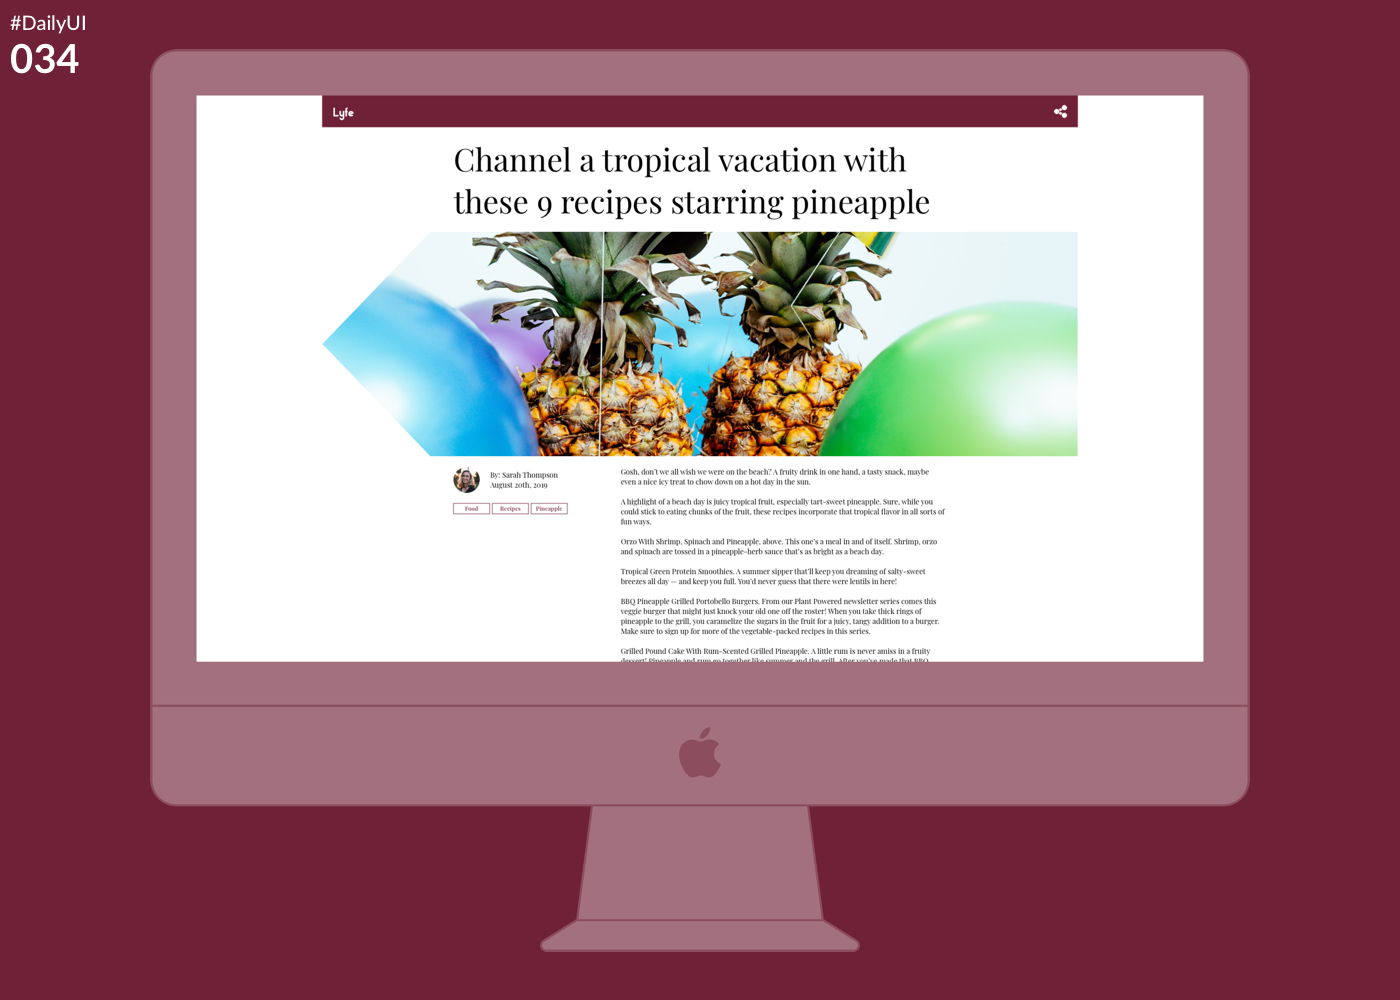 #DailyUI
034
Lyfe
Channel a tropical vacation with
these 9 recipes starring pineapple
By: Sarah Thompson
August 20th, 2019
Food
Recipes
Pineapple
Gosh, don't we all wish we were on the beach? A fruity drink in one hand, a tasty snack, maybe
even a nice icy treat to chow down on a hot day in the sun.
A highlight of a beach day is juicy tropical fruit, especially tart-sweet pineapple. Sure, while you
could stick to eating chunks of the fruit, these recipes incorporate that tropical flavor in all sorts of
fun ways.
Orzo With Shrimp, Spinach and Pineapple, above. This one's a meal in and of itself. Shrimp, orzo
and spinach are tossed in a pineapple-herb sauce that's as bright as a beach day.
Tropical Green Protein Smoothies. A summer sipper that'll keep you dreaming of salty-sweet
breezes all day — and keep you full. You'd never guess that there were lentils in here!
BBQ Pineapple Grilled Portobello Burgers. From our Plant Powered newsletter series comes this
veggie burger that might just knock your old one off the roster! When you take thick rings of
pineapple to the grill, you caramelize the sugars in the fruit for a juicy, tangy addition to a burger.
Make sure to sign up for more of the vegetable-packed recipes in this series.
Grilled Pound Cake With Rum-Scented Grilled Pineapple. A little rum is never amiss in a fruity
dessert! Pineapple and rum go together like summer and the grill. After you've made that BBQ